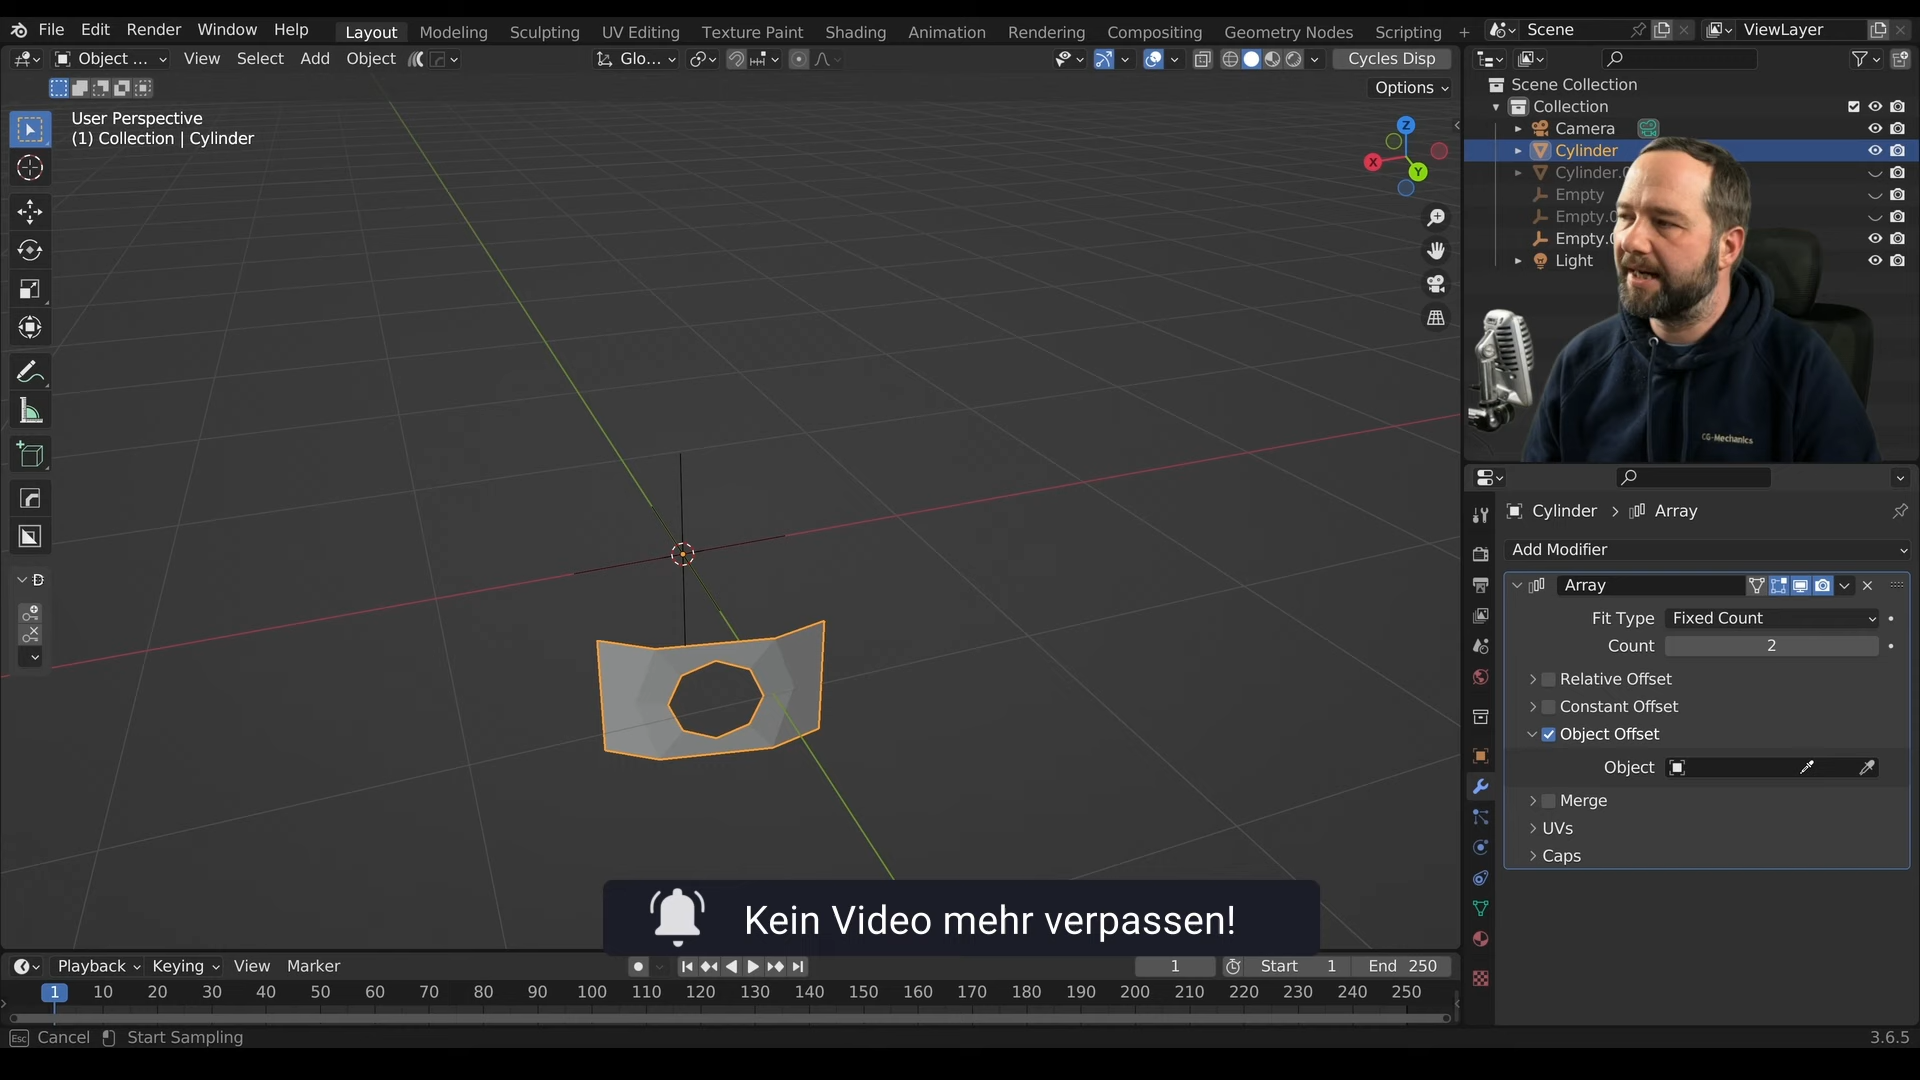 File Edit Render Window Help
Layout Modeling Sculpting UV Editing Texture Paint Shading Animation Rendering Compositing Geometry Nodes Scripting +
Scene
ViewLayer
Object ... View Select Add Object
Glo...
Cycles Disp
Options
User Perspective
(1) Collection | Cylinder
Z
X
Y
Scene Collection
Collection
Camera
Cylinder
Cylinder.
Empty
Empty.
Empty.
Light
CG-Mechanics
D
Cylinder > Array
Add Modifier
Array
Fit Type Fixed Count
Count 2
Relative Offset
Constant Offset
Object Offset
Object
Merge
UVs
Caps
Kein Video mehr verpassen!
Playback Keying View Marker
1
Start 1
End 250
1 10 20 30 40 50 60 70 80 90 100 110 120 130 140 150 160 170 180 190 200 210 220 230 240 250
Esc Cancel Start Sampling
3.6.5